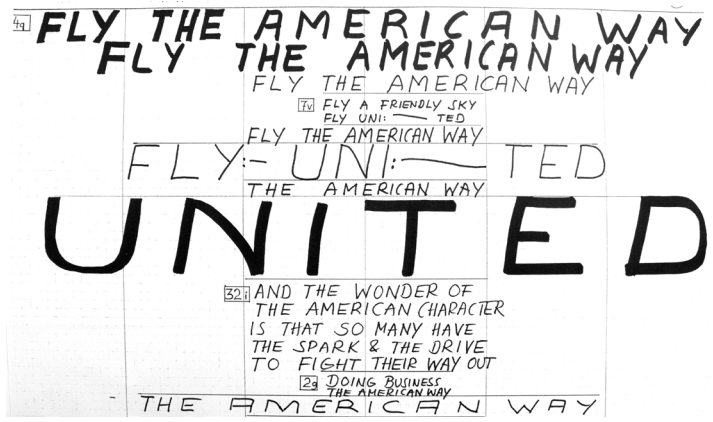 4q FLY THE AMERICAN WAY
FLY THE AMERICAN WAY
FLY THE AMERICAN WAY
7v FLY A FRIENDLY SKY
FLY UNI: — TED
FLY THE AMERICAN WAY
FLY:– UNI: — TED
THE AMERICAN WAY
UNITED
32i AND THE WONDER OF
THE AMERICAN CHARACTER
IS THAT SO MANY HAVE
THE SPARK & THE DRIVE
TO FIGHT THEIR WAY OUT
2g DOING BUSINESS
THE AMERICAN WAY
- THE AMERICAN WAY